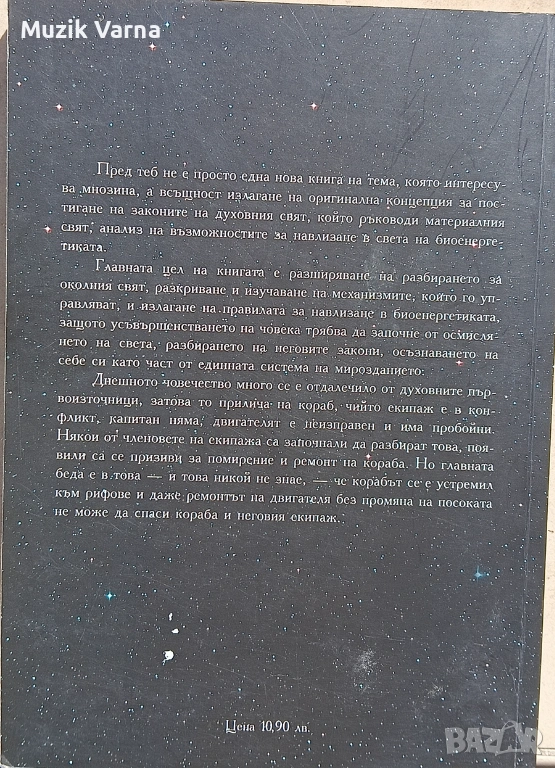 Muzik Varna
Пред теб не е просто една нова книга на тема, която интересу-
ва мнозина, а всъщност излагане на оригинална концепция за пос-
тигане на законите на духовния свят, който ръководи материалния
свят, анализ на възможностите за навлизане в света на биоенерге-
тиката.
Главната цел на книгата е разширяване на разбирането за
околния свят, разкриване и изучаване на механизмите, които го уп-
равляват, и излагане на правилата за навлизане в биоенергетиката,
защото усъвършенстването на човека трябва да започне от осмисля-
нето на света, разбирането на неговите закони, осъзнаването на
себе си като част от единната система на мирозданието.
Днешното човечество много се е отдалечило от духовните пър-
воизточници, затова то прилича на кораб, чийто екипаж е в кон-
фликт, капитан няма, двигателят е неизправен и има пробойни.
Някои от членовете на екипажа са започнали да разбират това, поя-
вили са се призиви за помирение и ремонт на кораба. Но главната
беда е в това — и това никой не знае, — че корабът се е устремил
към рифове и даже ремонтът на двигателя без промяна на посоката
не може да спаси кораба и неговия екипаж.
Цена 10,90 лв.
BAZAR